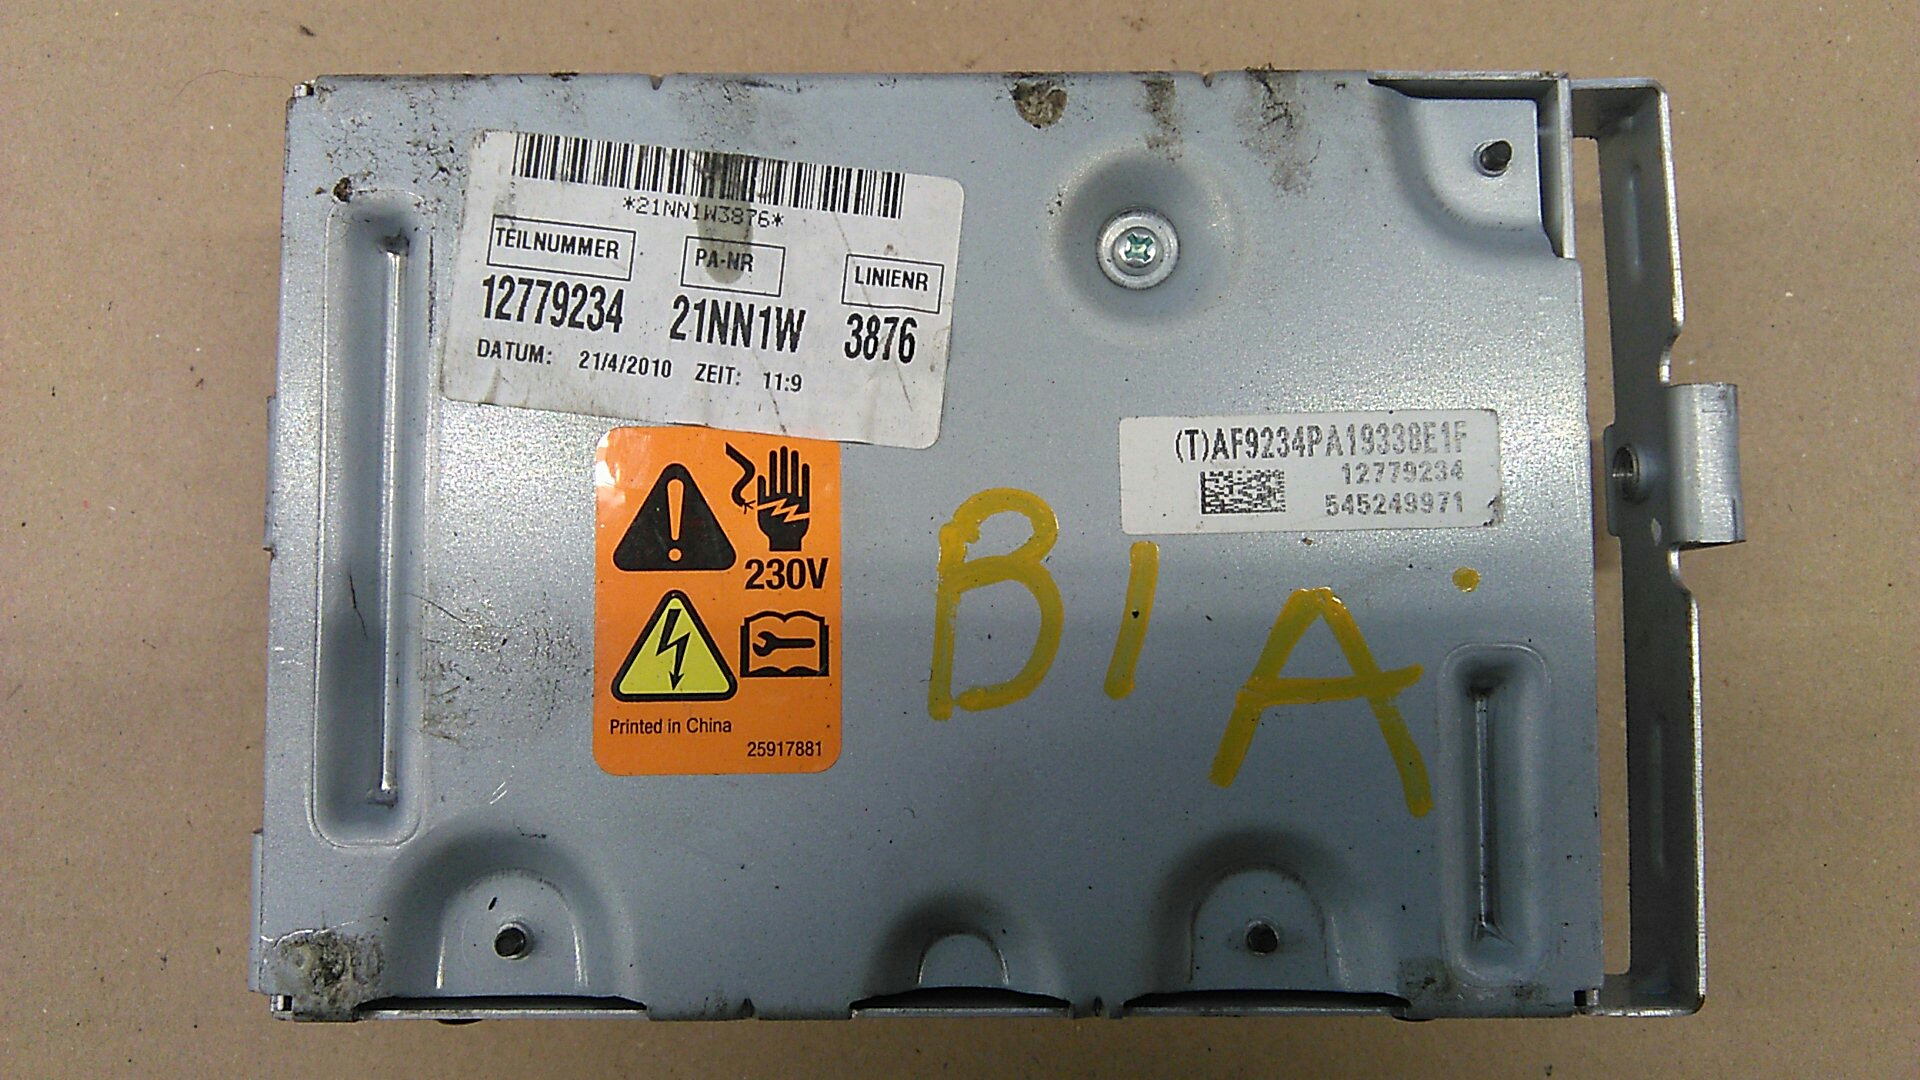 *21NN1W3876*
TEILNUMMER PA-NR LINIENR
12779234 21NN1W 3876
DATUM: 21/4/2010 ZEIT: 11:9
(T)AF9234PA19338E1F
12779234
545249971
230V
Printed in China
25917881
BIA.